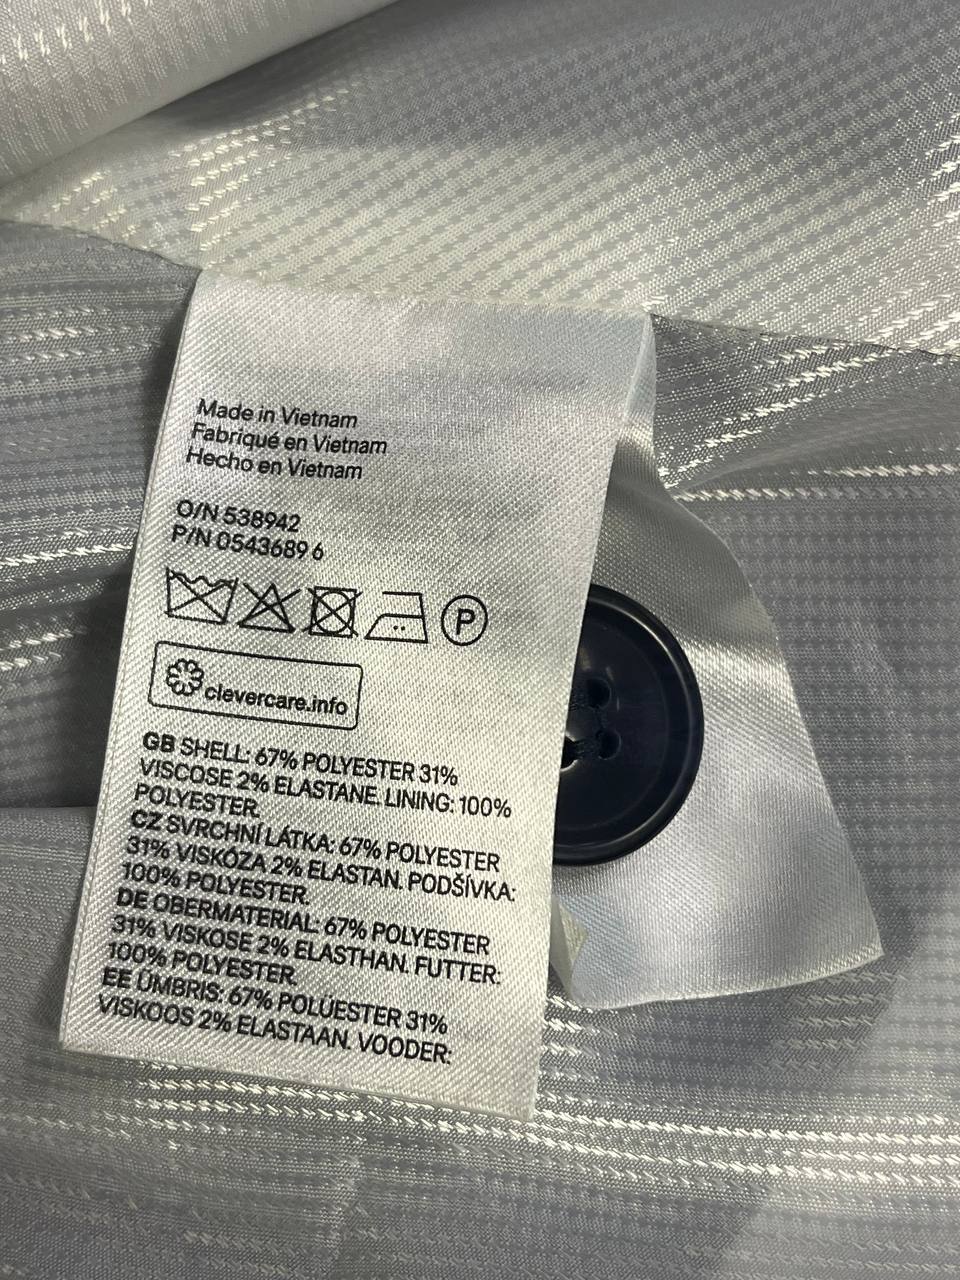 Made in Vietnam
Fabriqué en Vietnam
Hecho en Vietnam
O/N 538942
P/N 0543689 6
P
clevercare.info
GB SHELL: 67% POLYESTER 31%
VISCOSE 2% ELASTANE. LINING: 100%
POLYESTER.
CZ SVRCHNÍ LÁTKA: 67% POLYESTER
31% VISKÓZA 2% ELASTAN. PODŠÍVKA:
100% POLYESTER.
DE OBERMATERIAL: 67% POLYESTER
31% VISKOSE 2% ELASTHAN. FUTTER:
100% POLYESTER.
EE ÜMBRIS: 67% POLÜESTER 31%
VISKOOS 2% ELASTAAN. VOODER: